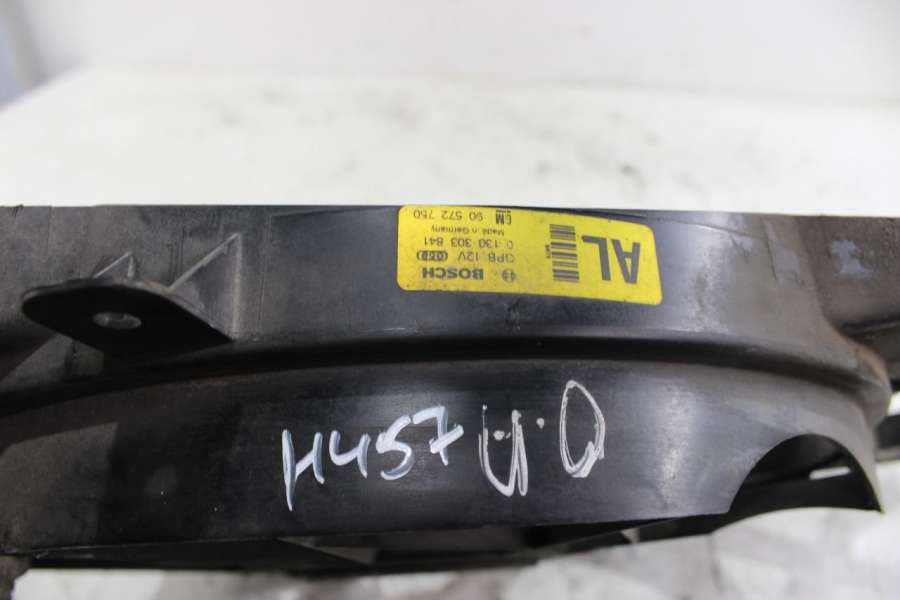 AL
BOSCH
GPB 12V
0 130 303 841
Made in Germany
GM 90 572 750
H457